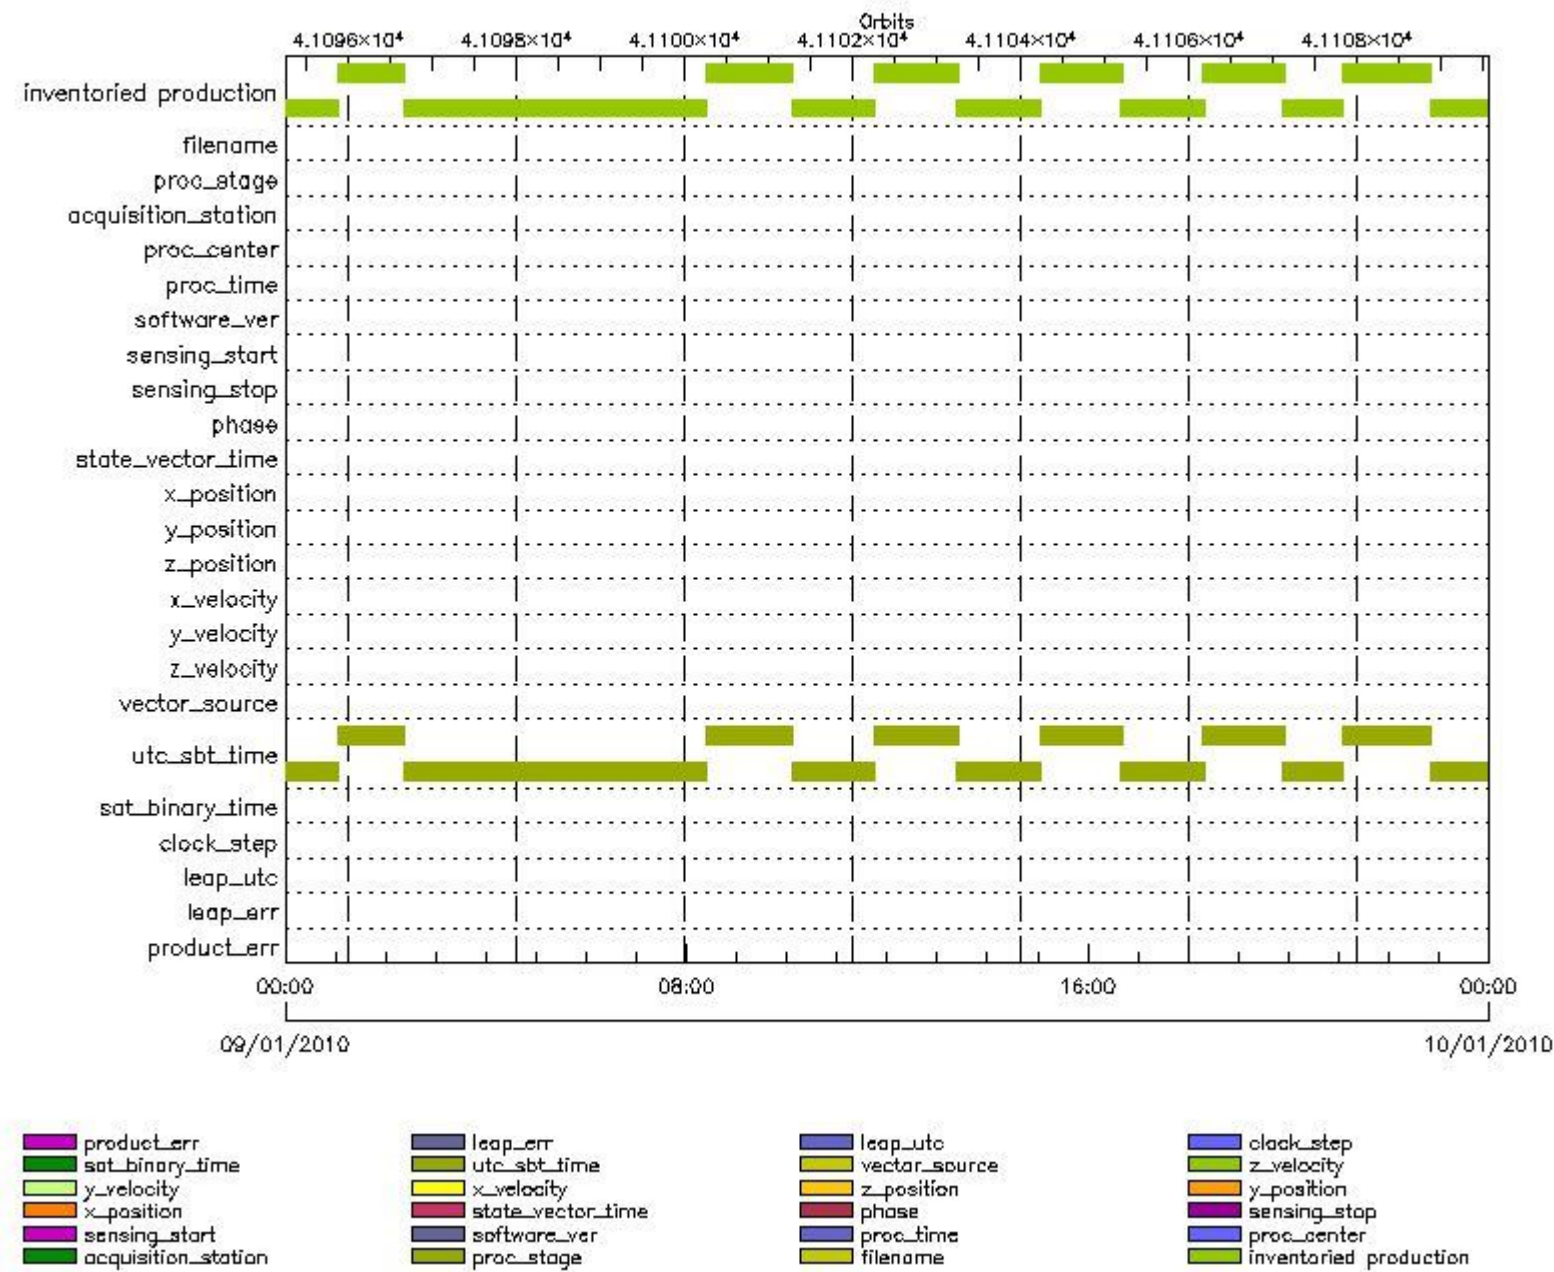 Orbits
4.1096×10⁴ 4.1098×10⁴ 4.1100×10⁴ 4.1102×10⁴ 4.1104×10⁴ 4.1106×10⁴ 4.1108×10⁴
inventoried production
filename
proc_stage
acquisition_station
proc_center
proc_time
software_ver
sensing_start
sensing_stop
phase
state_vector_time
x_position
y_position
z_position
x_velocity
y_velocity
z_velocity
vector_source
utc_sbt_time
sat_binary_time
clock_step
leap_utc
leap_err
product_err
00:00 08:00 16:00 00:00
09/01/2010 10/01/2010
product_err leap_err leap_utc clock_step
sat_binary_time utc_sbt_time vector_source z_velocity
y_velocity x_velocity z_position y_position
x_position state_vector_time phase sensing_stop
sensing_start software_ver proc_time proc_center
acquisition_station proc_stage filename inventoried production